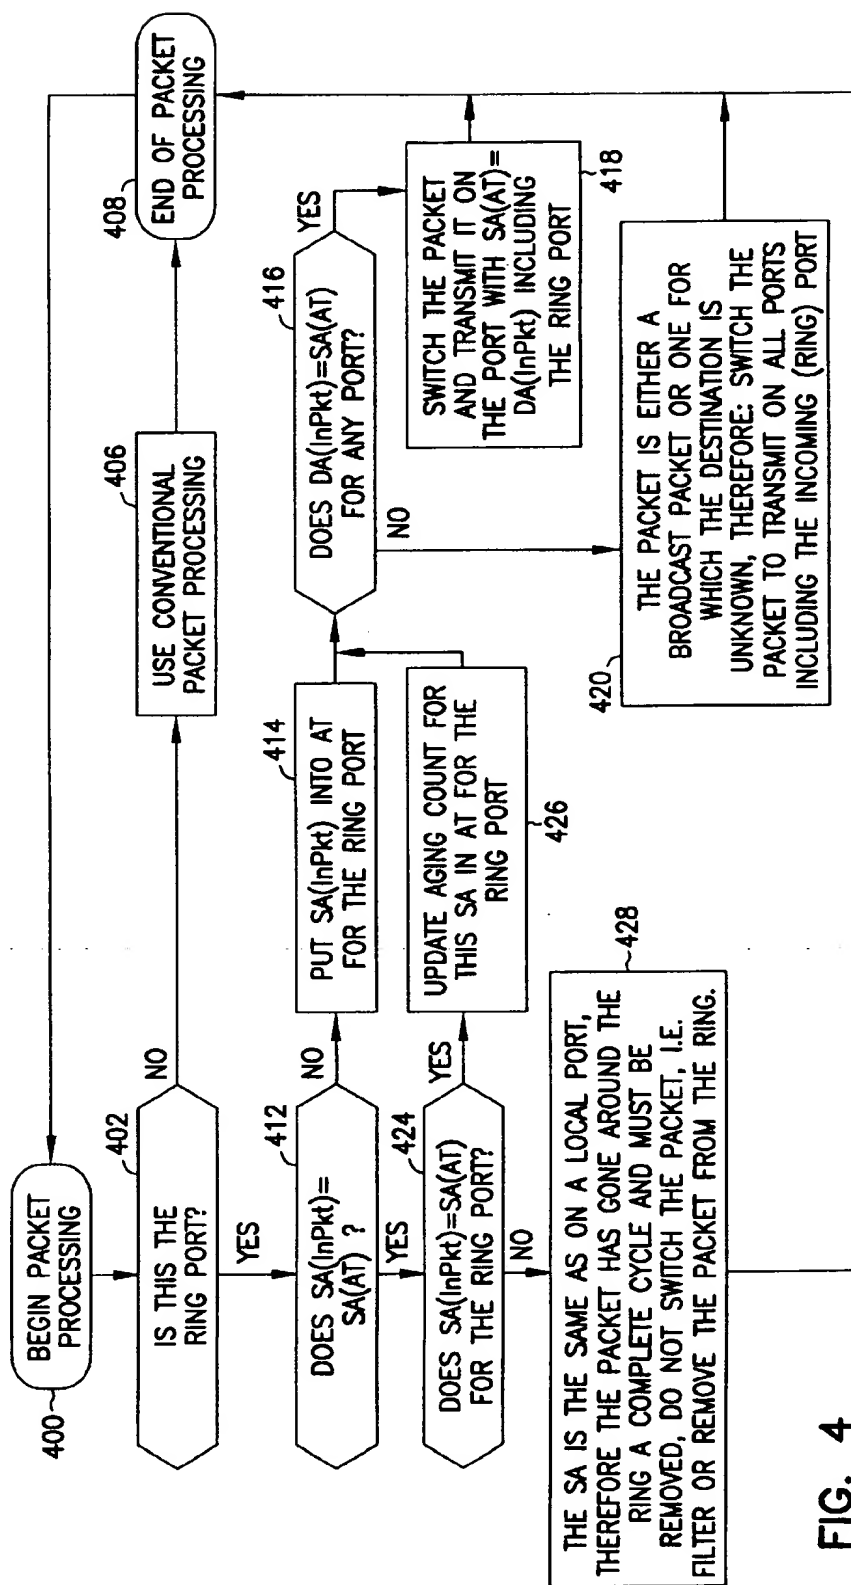 400
BEGIN PACKET
PROCESSING
402
IS THIS THE
RING PORT?
NO
YES
406
USE CONVENTIONAL
PACKET PROCESSING
408
END OF PACKET
PROCESSING
412
DOES SA(InPkt)=
SA(AT) ?
NO
YES
414
PUT SA(InPkt) INTO AT
FOR THE RING PORT
416
DOES DA(InPkt)=SA(AT)
FOR ANY PORT?
YES
NO
SWITCH THE PACKET
AND TRANSMIT IT ON
THE PORT WITH SA(AT)=
DA(InPkt) INCLUDING
THE RING PORT
418
424
DOES SA(InPkt)=SA(AT)
FOR THE RING PORT?
YES
NO
UPDATE AGING COUNT FOR
THIS SA IN AT FOR THE
RING PORT
426
420
THE PACKET IS EITHER A
BROADCAST PACKET OR ONE FOR
WHICH THE DESTINATION IS
UNKNOWN, THEREFORE: SWITCH THE
PACKET TO TRANSMIT ON ALL PORTS
INCLUDING THE INCOMING (RING) PORT
428
THE SA IS THE SAME AS ON A LOCAL PORT,
THEREFORE THE PACKET HAS GONE AROUND THE
RING A COMPLETE CYCLE AND MUST BE
REMOVED, DO NOT SWITCH THE PACKET, I.E.
FILTER OR REMOVE THE PACKET FROM THE RING.
FIG. 4